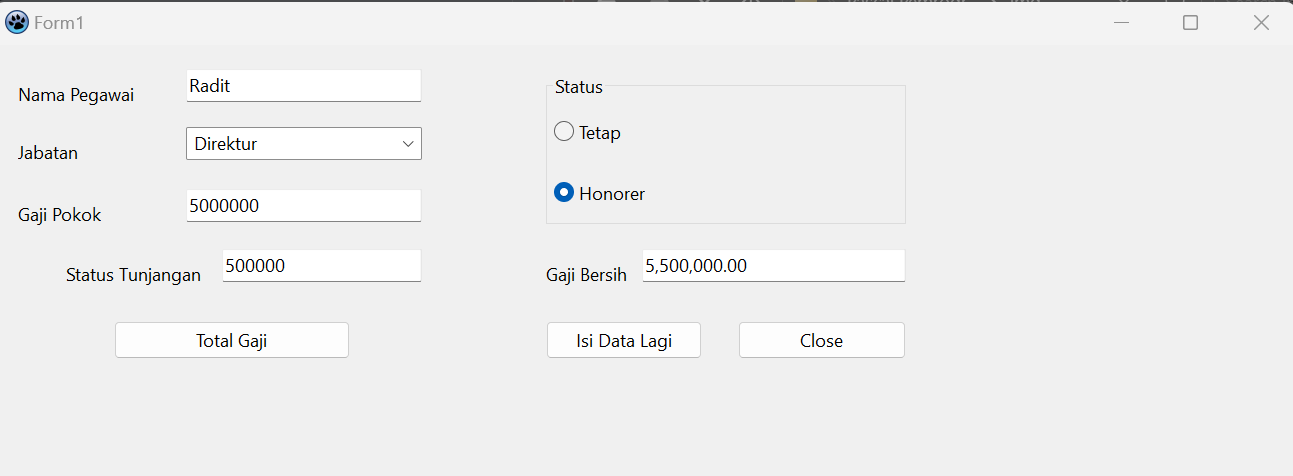 Form1
Nama Pegawai Radit
Jabatan Direktur
Gaji Pokok 5000000
Status Tunjangan 500000
Total Gaji
Status
Tetap
Honorer
Gaji Bersih 5,500,000.00
Isi Data Lagi Close